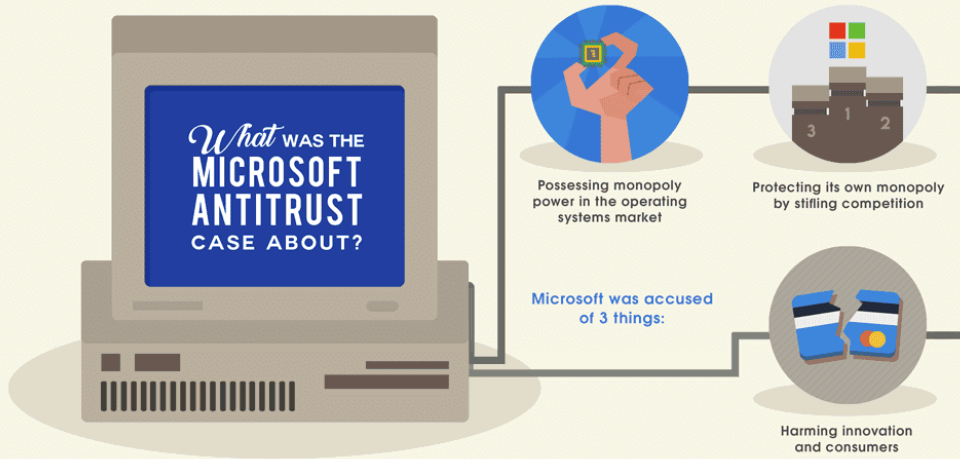 What WAS THE
MICROSOFT
ANTITRUST
CASE ABOUT?
1
3
1
2
Possessing monopoly
power in the operating
systems market
Protecting its own monopoly
by stifling competition
Microsoft was accused
of 3 things:
Harming innovation
and consumers